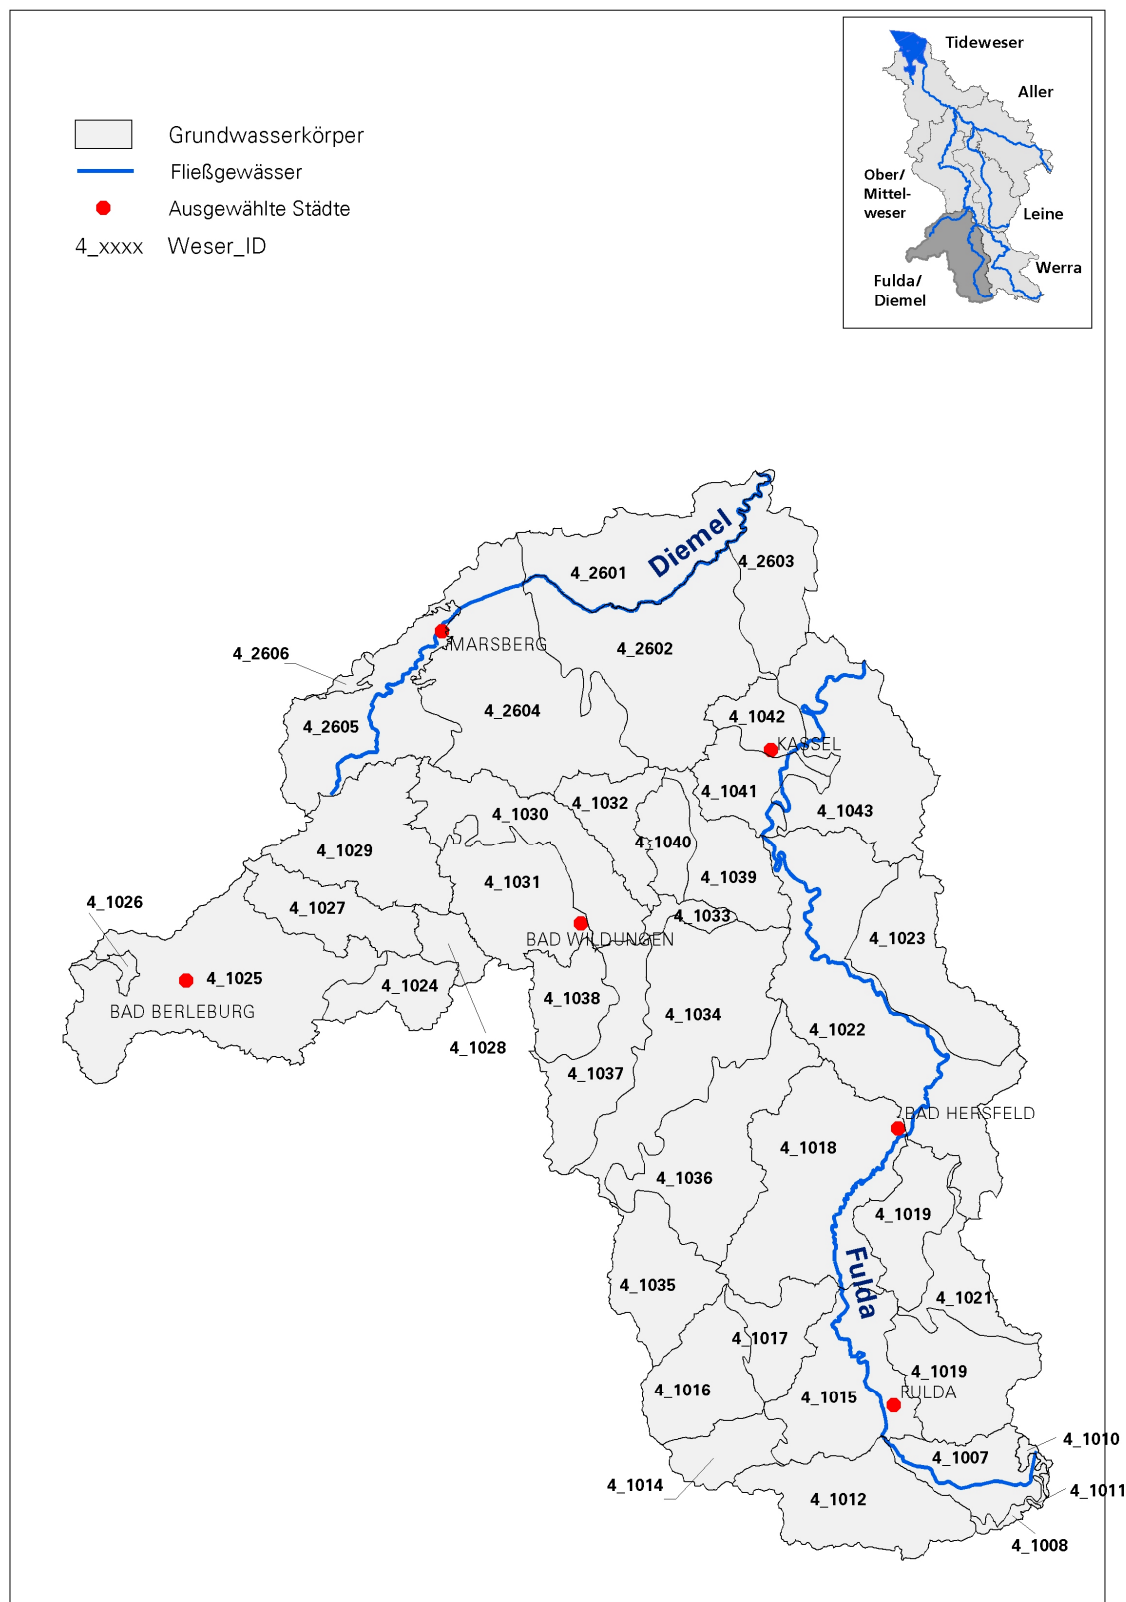 Grundwasserkörper
Fließgewässer
Ausgewählte Städte
4_xxxx Weser_ID
Tideweser
Aller
Ober/
Mittel-
weser
Leine
Werra
Fulda/
Diemel
Diemel
4_2601
4_2603
MARSBERG
4_2602
4_2606
4_2604
4_2605
4_1042
KASSEL
4_1041
4_1032
4_1030
4_1043
4_1040
4_1029
4_1039
4_1031
4_1026
4_1027
4_1033
BAD WILDUNGEN
4_1023
4_1025
4_1024
4_1038
BAD BERLEBURG
4_1034
4_1022
4_1028
4_1037
BAD HERSFELD
4_1018
4_1036
4_1019
Fulda
4_1035
4_1021
4_1017
4_1019
4_1016
4_1015
RULDA
4_1010
4_1007
4_1014
4_1011
4_1012
4_1008